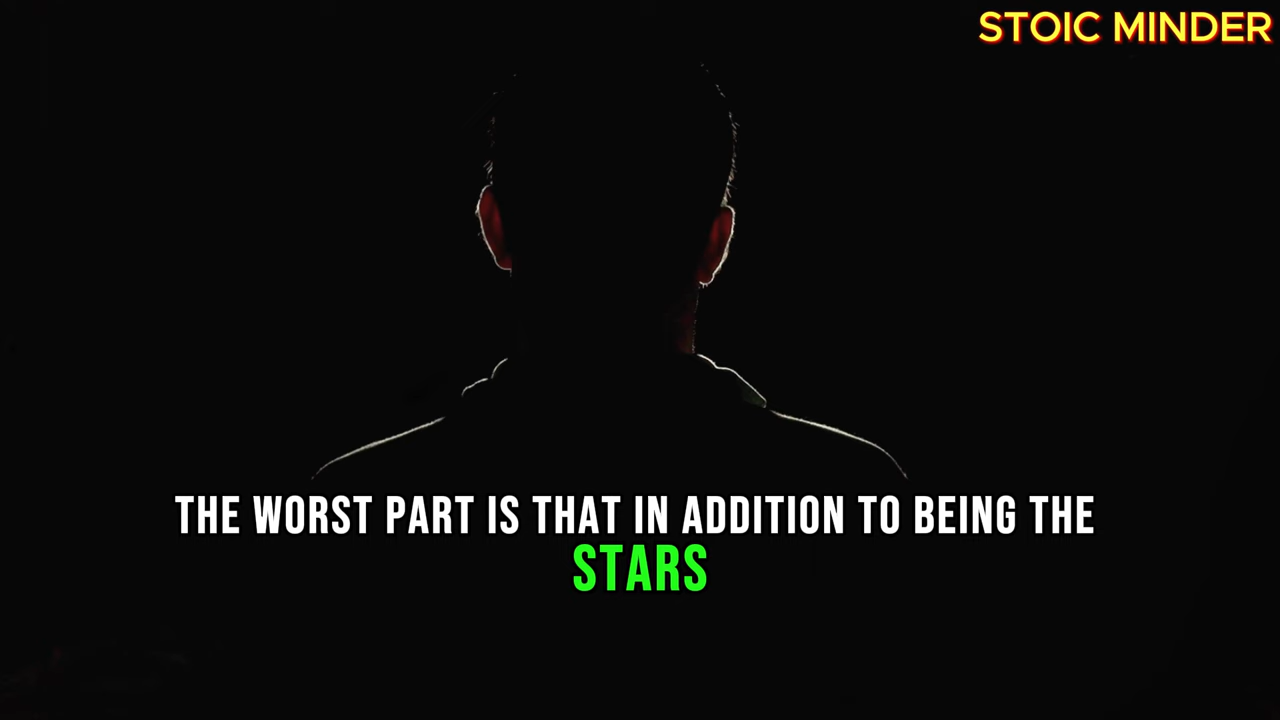 STOIC MINDER
THE WORST PART IS THAT IN ADDITION TO BEING THE
STARS